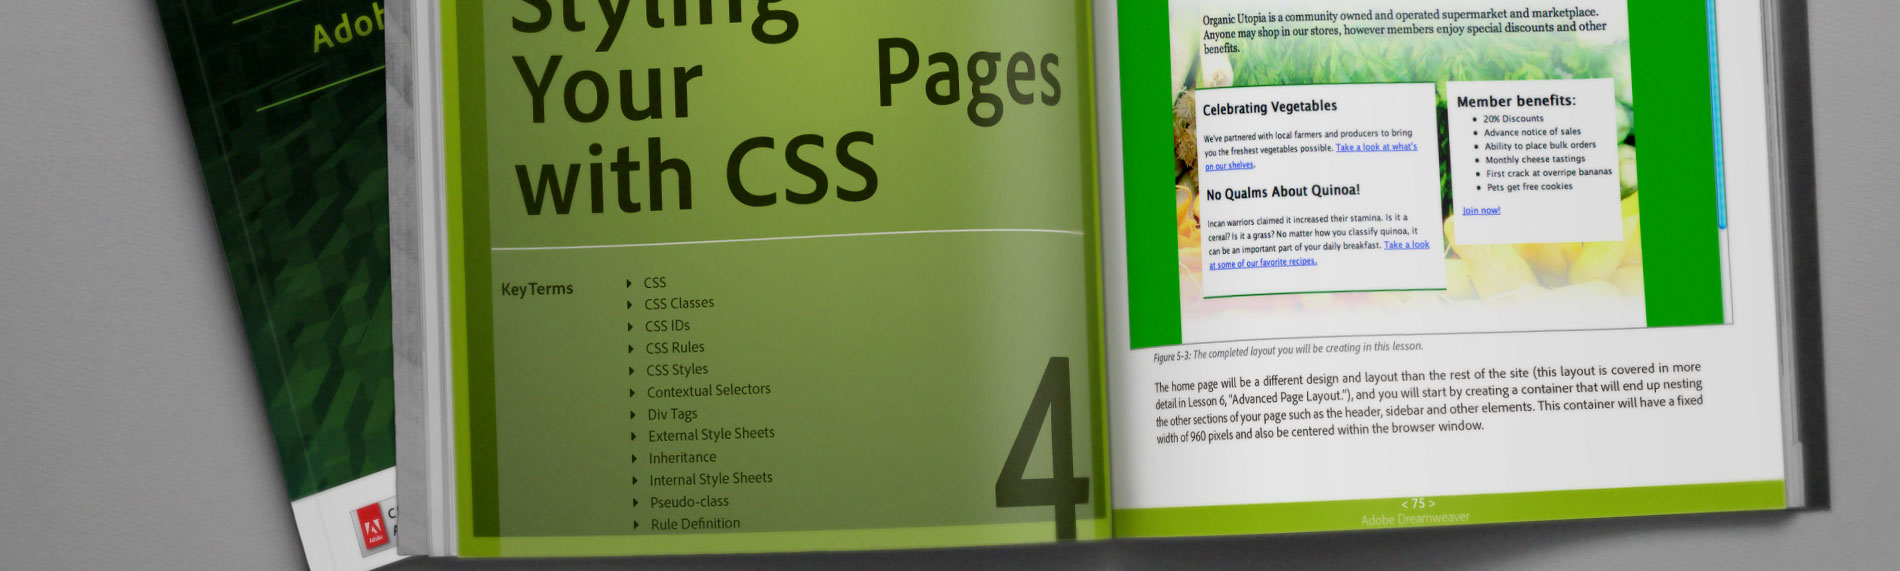 Adob
Styling
Your Pages
with CSS
Key Terms
CSS
CSS Classes
CSS IDs
CSS Rules
CSS Styles
Contextual Selectors
Div Tags
External Style Sheets
Inheritance
Internal Style Sheets
Pseudo-class
Rule Definition
4
Adobe
Organic Utopia is a community owned and operated supermarket and marketplace.
Anyone may shop in our stores, however members enjoy special discounts and other
benefits.
Celebrating Vegetables
We've partnered with local farmers and producers to bring
you the freshest vegetables possible. Take a look at what's
on our shelves.
No Qualms About Quinoa!
Incan warriors claimed it increased their stamina. Is it a
cereal? Is it a grass? No matter how you classify quinoa, it
can be an important part of your daily breakfast. Take a look
at some of our favorite recipes.
Member benefits:
20% Discounts
Advance notice of sales
Ability to place bulk orders
Monthly cheese tastings
First crack at overripe bananas
Pets get free cookies
Join now!
Figure 5-3: The completed layout you will be creating in this lesson.
The home page will be a different design and layout than the rest of the site (this layout is covered in more
detail in Lesson 6, "Advanced Page Layout."), and you will start by creating a container that will end up nesting
the other sections of your page such as the header, sidebar and other elements. This container will have a fixed
width of 960 pixels and also be centered within the browser window.
< 75 >
Adobe Dreamweaver